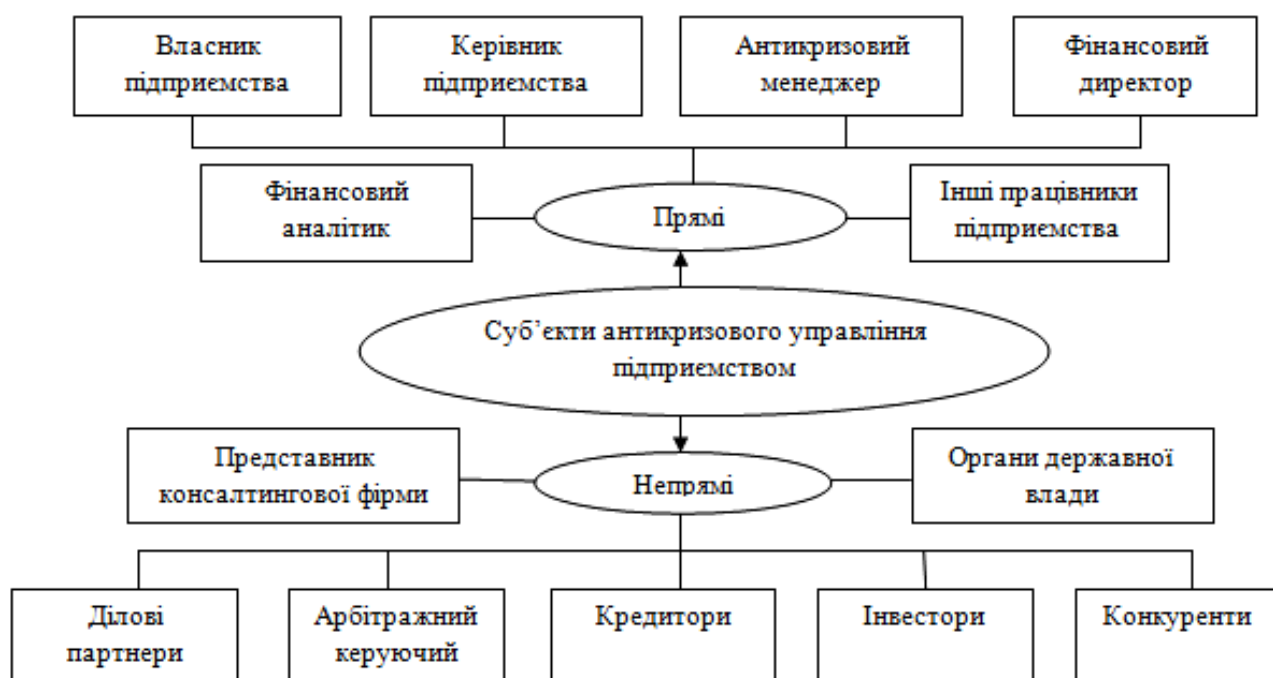 Власник
підприємства
Керівник
підприємства
Антикризовий
менеджер
Фінансовий
директор
Фінансовий
аналітик
Прямі
Інші працівники
підприємства
Суб’єкти антикризового управління
підприємством
Представник
консалтингової фірми
Непрямі
Органи державної
влади
Ділові
партнери
Арбітражний
керуючий
Кредитори
Інвестори
Конкуренти